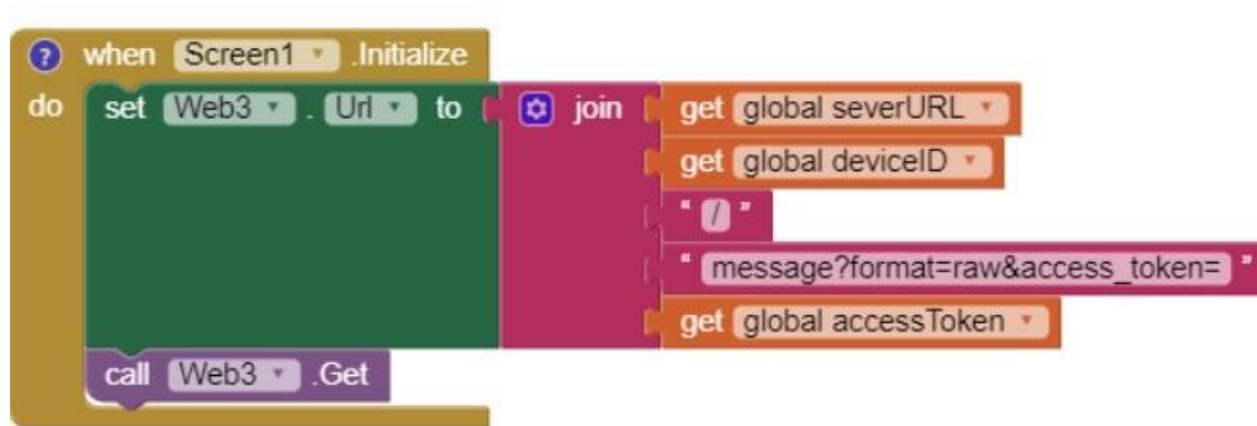 ? when Screen1 .Initialize
do set Web3 . Url to join get global severURL
get global deviceID
" / "
" message?format=raw&access_token= "
get global accessToken
call Web3 .Get